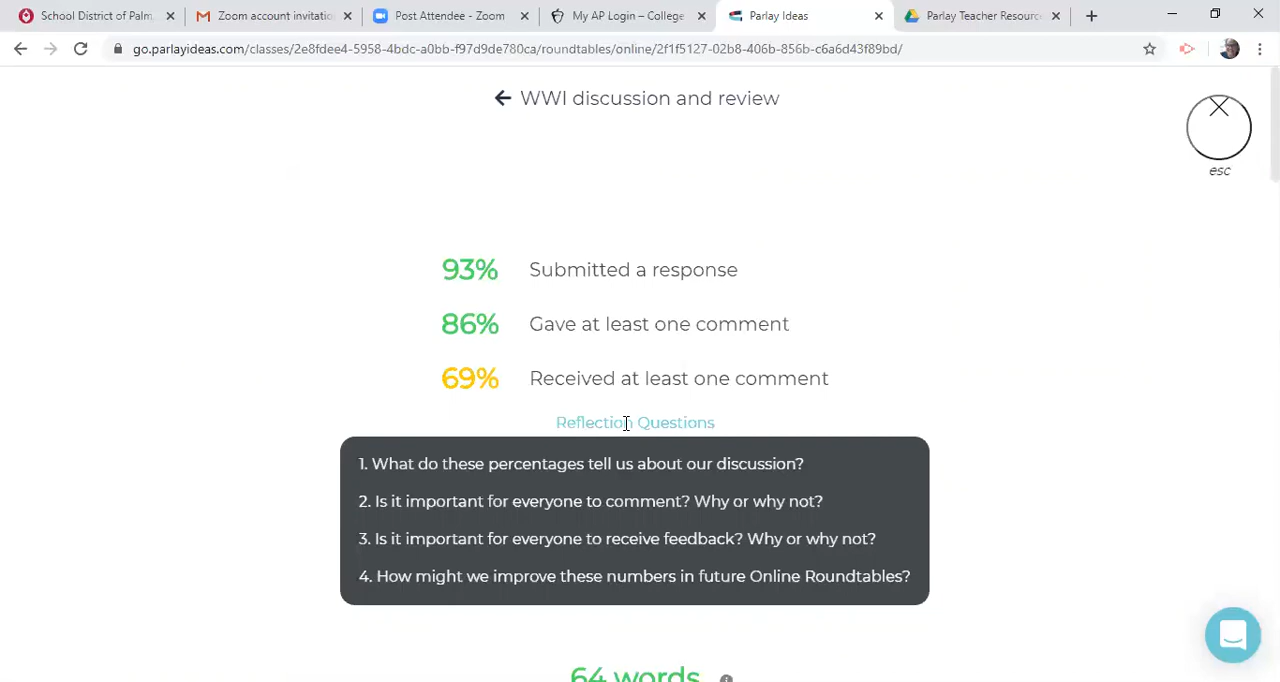 School District of Palm
Zoom account invitatio
Post Attendee - Zoom
My AP Login – College
Parlay Ideas
Parlay Teacher Resourc
go.parlayideas.com/classes/2e8fdee4-5958-4bdc-a0bb-f97d9de780ca/roundtables/online/2f1f5127-02b8-406b-856b-c6a6d43f89bd/
WWI discussion and review
esc
93% Submitted a response
86% Gave at least one comment
69% Received at least one comment
Reflection Questions
1. What do these percentages tell us about our discussion?
2. Is it important for everyone to comment? Why or why not?
3. Is it important for everyone to receive feedback? Why or why not?
4. How might we improve these numbers in future Online Roundtables?
64 words